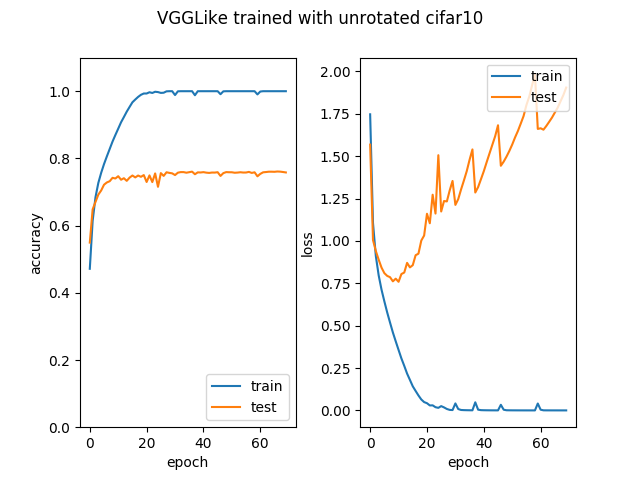 VGGLike trained with unrotated cifar10
accuracy
1.0
0.8
0.6
0.4
0.2
0.0
0 20 40 60
epoch
train
test
loss
2.00
1.75
1.50
1.25
1.00
0.75
0.50
0.25
0.00
0 20 40 60
epoch
train
test